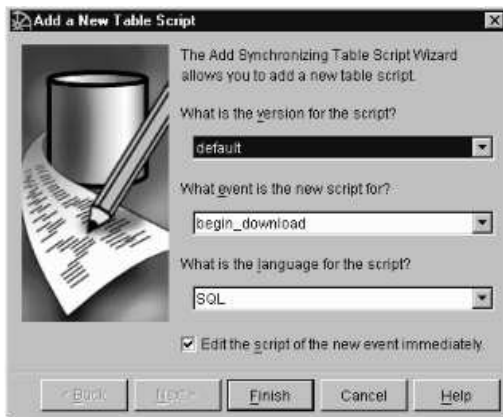 Add a New Table Script
The Add Synchronizing Table Script Wizard
allows you to add a new table script.
What is the version for the script?
default
What event is the new script for?
begin_download
What is the language for the script?
SQL
Edit the script of the new event immediately.
< Back
Next >
Finish
Cancel
Help